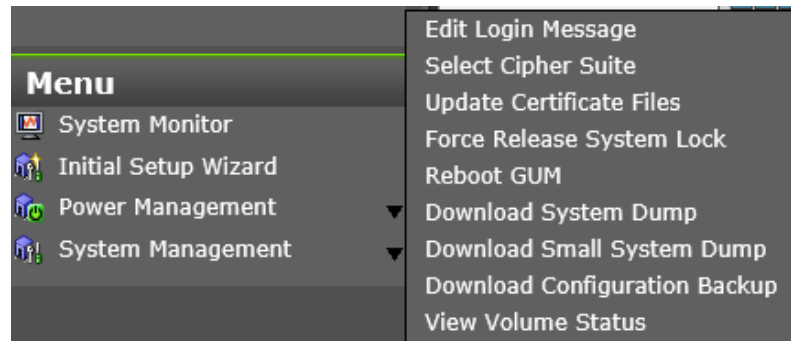 Menu
System Monitor
Initial Setup Wizard
Power Management
System Management
Edit Login Message
Select Cipher Suite
Update Certificate Files
Force Release System Lock
Reboot GUM
Download System Dump
Download Small System Dump
Download Configuration Backup
View Volume Status